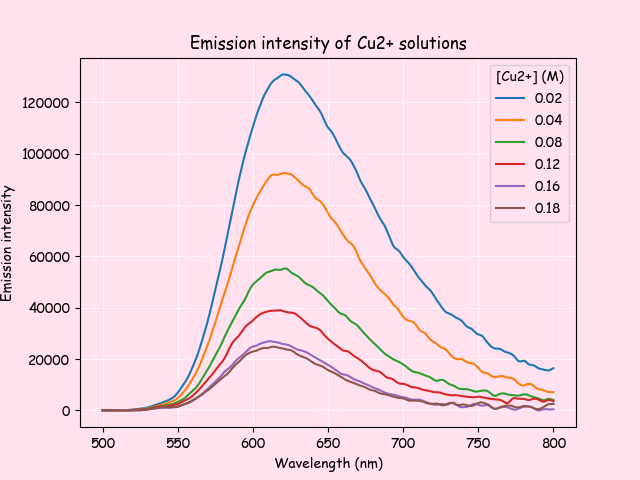 Emission intensity of Cu2+ solutions
[Cu2+] (M)
0.02
0.04
0.08
0.12
0.16
0.18
Emission intensity
120000
100000
80000
60000
40000
20000
0
500 550 600 650 700 750 800
Wavelength (nm)